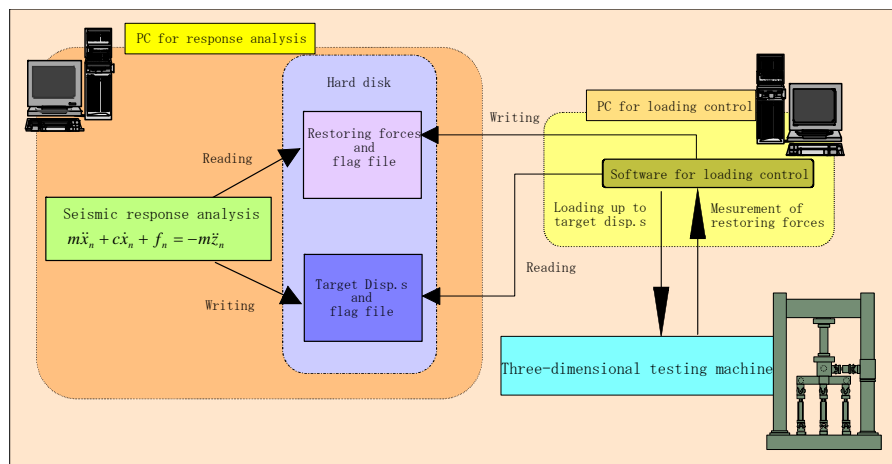 PC for response analysis
Hard disk
PC for loading control
Writing
Restoring forces
and
flag file
Reading
Software for loading control
Seismic response analysis
mẍₙ + cẋₙ + fₙ = −mz̈ₙ
Loading up to
target disp.s
Mesurement of
restoring forces
Reading
Target Disp.s
and
flag file
Writing
Three-dimensional testing machine